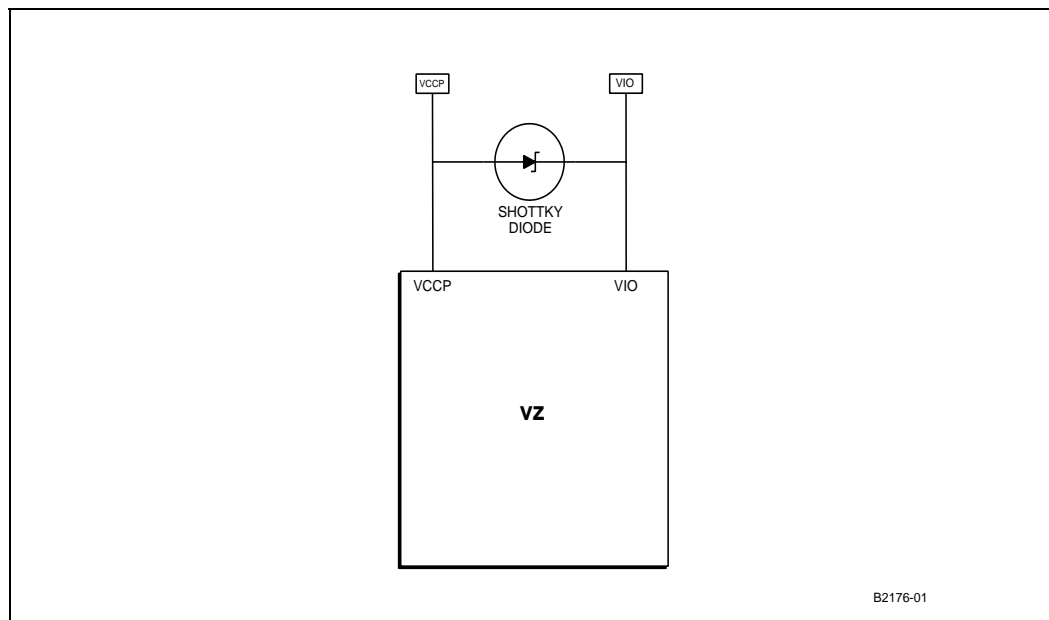 VCCP
VIO
SHOTTKY
DIODE
VCCP
VIO
VZ
B2176-01